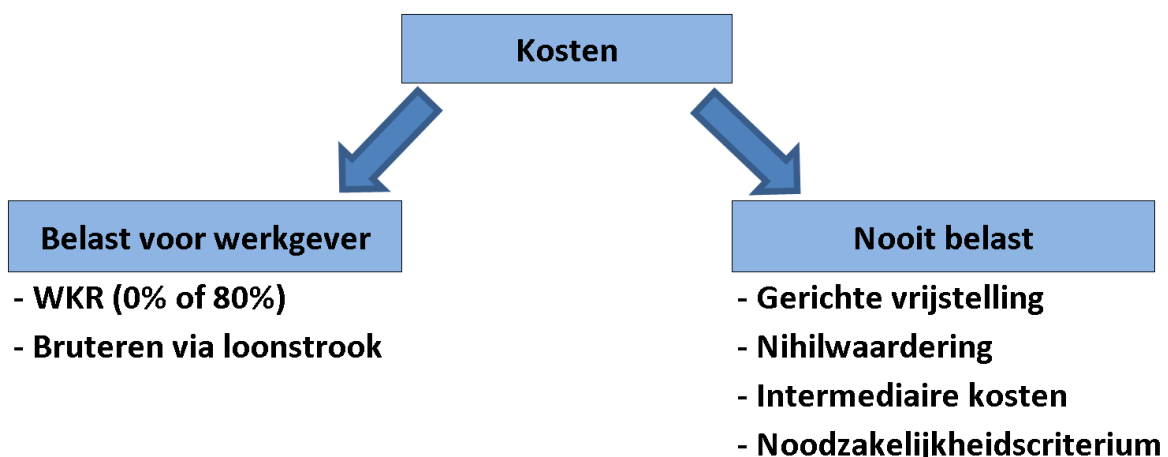 Kosten
Belast voor werkgever
- WKR (0% of 80%)
- Bruteren via loonstrook
Nooit belast
- Gerichte vrijstelling
- Nihilwaardering
- Intermediaire kosten
- Noodzakelijkheidscriterium